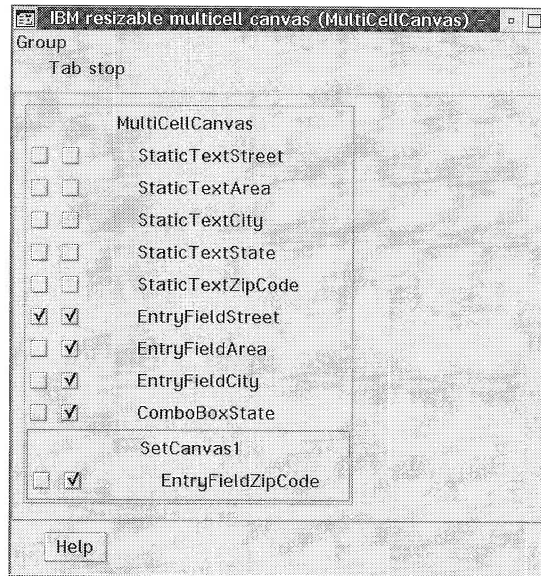 IBM resizable multicell canvas (MultiCellCanvas) -
Group
Tab stop
MultiCellCanvas
StaticTextStreet
StaticTextArea
StaticTextCity
StaticTextState
StaticTextZipCode
EntryFieldStreet
EntryFieldArea
EntryFieldCity
ComboBoxState
SetCanvas1
EntryFieldZipCode
Help